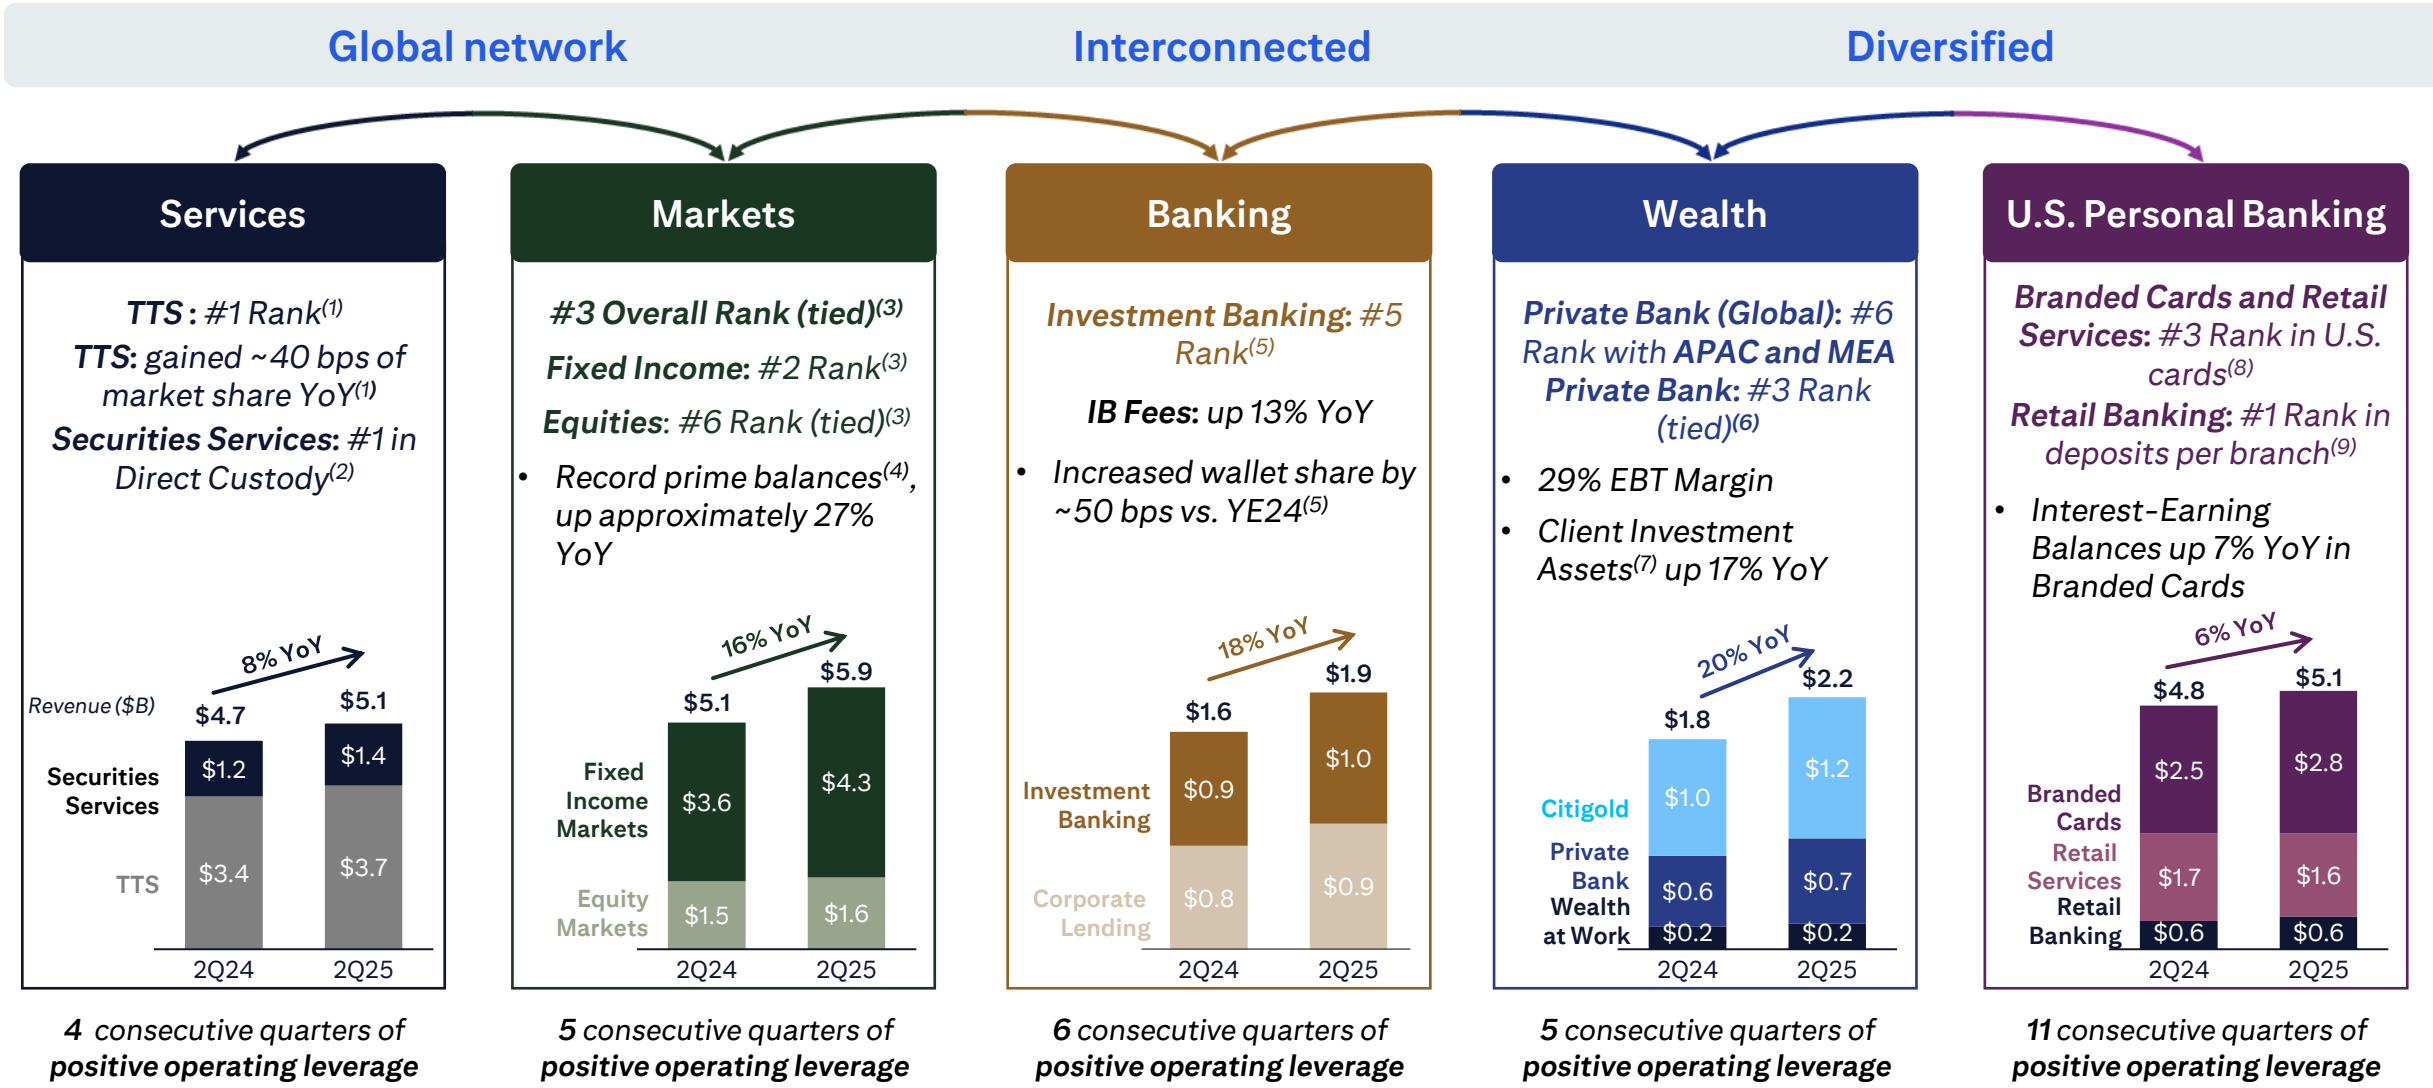 Global network
Interconnected
Diversified
Services
TTS : #1 Rank(1)
TTS: gained ~40 bps of
market share YoY(1)
Securities Services: #1 in
Direct Custody(2)
8% YoY
Revenue ($B)
$4.7
$5.1
Securities
Services
$1.2
$1.4
TTS
$3.4
$3.7
2Q24
2Q25
4 consecutive quarters of
positive operating leverage
Markets
#3 Overall Rank (tied)(3)
Fixed Income: #2 Rank(3)
Equities: #6 Rank (tied)(3)
• Record prime balances(4),
up approximately 27%
YoY
16% YoY
$5.1
$5.9
Fixed
Income
Markets
$3.6
$4.3
Equity
Markets
$1.5
$1.6
2Q24
2Q25
5 consecutive quarters of
positive operating leverage
Banking
Investment Banking: #5
Rank(5)
IB Fees: up 13% YoY
• Increased wallet share by
~50 bps vs. YE24(5)
18% YoY
$1.6
$1.9
Investment
Banking
$0.9
$1.0
Corporate
Lending
$0.8
$0.9
2Q24
2Q25
6 consecutive quarters of
positive operating leverage
Wealth
Private Bank (Global): #6
Rank with APAC and MEA
Private Bank: #3 Rank
(tied)(6)
• 29% EBT Margin
• Client Investment
Assets(7) up 17% YoY
20% YoY
$1.8
$2.2
Citigold
$1.0
$1.2
Private
Bank
$0.6
$0.7
Wealth
at Work
$0.2
$0.2
2Q24
2Q25
5 consecutive quarters of
positive operating leverage
U.S. Personal Banking
Branded Cards and Retail
Services: #3 Rank in U.S.
cards(8)
Retail Banking: #1 Rank in
deposits per branch(9)
• Interest-Earning
Balances up 7% YoY in
Branded Cards
6% YoY
$4.8
$5.1
Branded
Cards
$2.5
$2.8
Retail
Services
$1.7
$1.6
Retail
Banking
$0.6
$0.6
2Q24
2Q25
11 consecutive quarters of
positive operating leverage